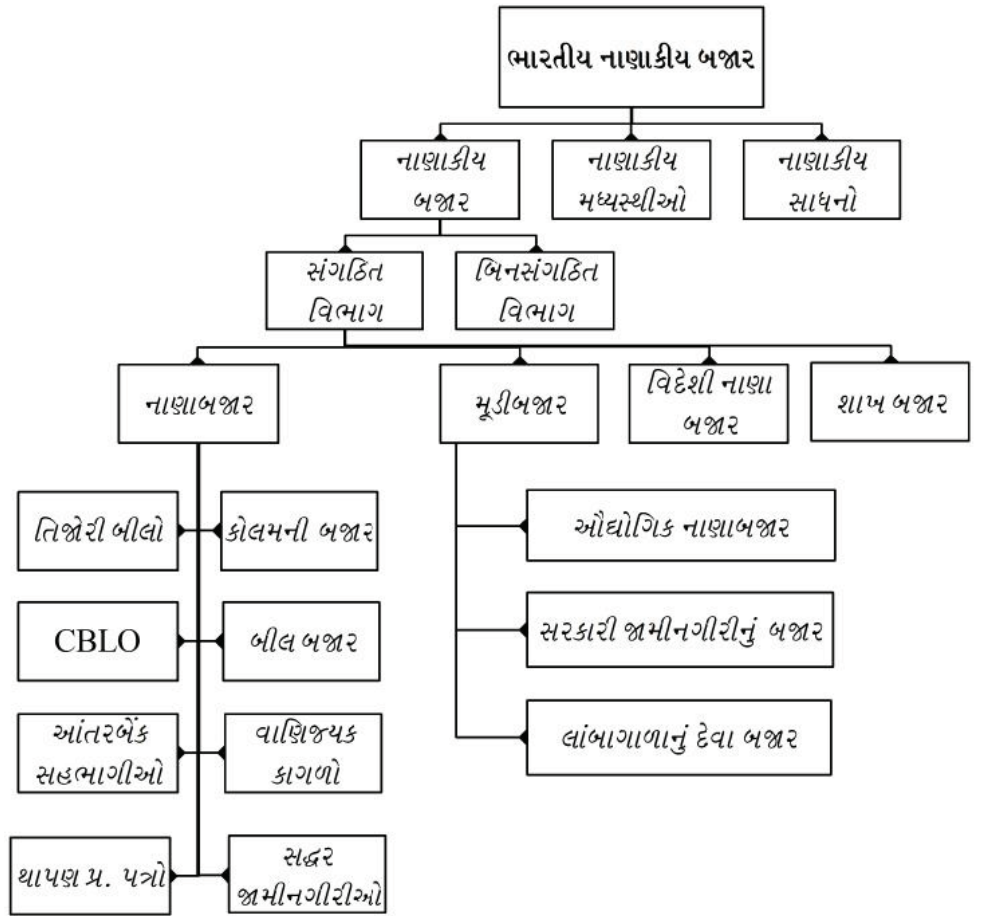 ભારતીય નાણાકીય બજાર
નાણાકીય
બજાર
નાણાકીય
મધ્યસ્થીઓ
નાણાકીય
સાધનો
સંગઠિત
વિભાગ
બિનસંગઠિત
વિભાગ
નાણાબજાર
મૂડીબજાર
વિદેશી નાણા
બજાર
શાખ બજાર
તિજોરી બીલો
કોલમની બજાર
CBLO
બીલ બજાર
આંતરબેંક
સહભાગીઓ
વાણિજ્યક
કાગળો
થાપણ પ્ર. પત્રો
સદ્ધર
જામીનગીરીઓ
ઔદ્યોગિક નાણાબજાર
સરકારી જામીનગીરીનું બજાર
લાંબાગાળાનું દેવા બજાર